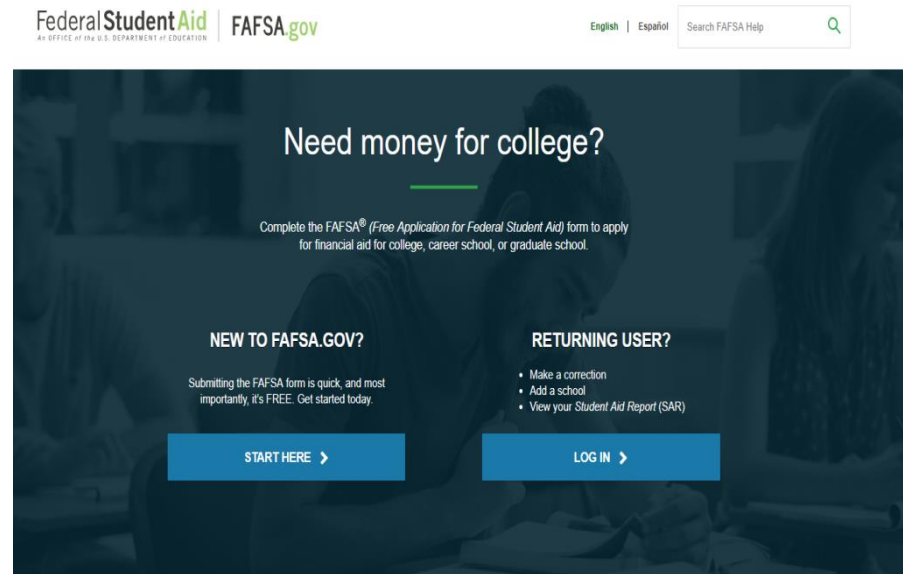 Federal Student Aid
An OFFICE of the U.S. DEPARTMENT of EDUCATION
FAFSA.gov
English | Español
Search FAFSA Help
Need money for college?
Complete the FAFSA® (Free Application for Federal Student Aid) form to apply
for financial aid for college, career school, or graduate school.
NEW TO FAFSA.GOV?
Submitting the FAFSA form is quick, and most
importantly, it's FREE. Get started today.
START HERE
RETURNING USER?
• Make a correction
• Add a school
• View your Student Aid Report (SAR)
LOG IN